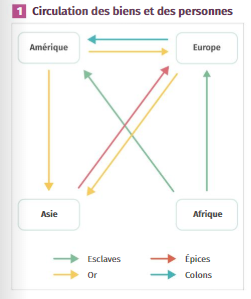 1 Circulation des biens et des personnes
Amérique
Europe
Asie
Afrique
Esclaves
Épices
Or
Colons